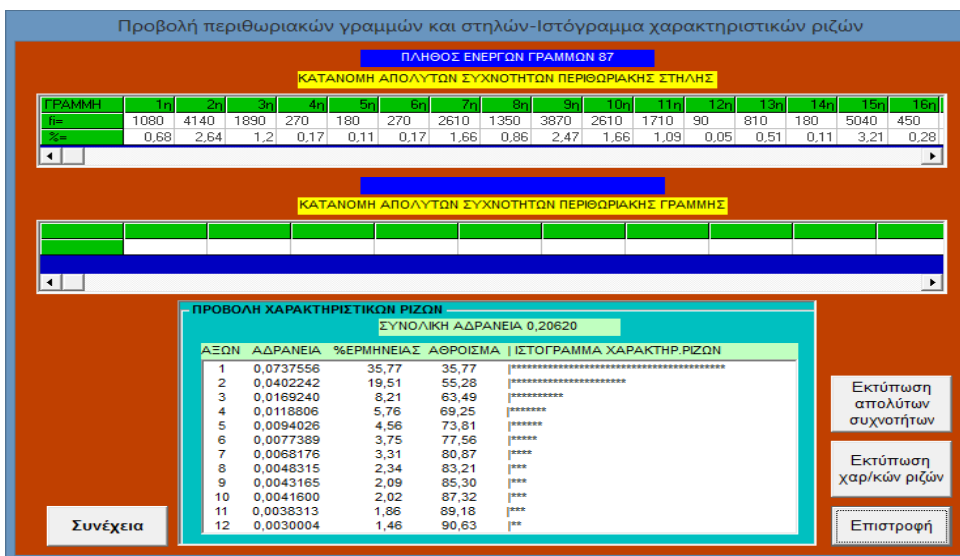 Προβολή περιθωριακών γραμμών και στηλών-Ιστόγραμμα χαρακτηριστικών ριζών
ΠΛΗΘΟΣ ΕΝΕΡΓΩΝ ΓΡΑΜΜΩΝ 87
ΚΑΤΑΝΟΜΗ ΑΠΟΛΥΤΩΝ ΣΥΧΝΟΤΗΤΩΝ ΠΕΡΙΘΩΡΙΑΚΗΣ ΣΤΗΛΗΣ
ΓΡΑΜΜΗ 1η 2η 3η 4η 5η 6η 7η 8η 9η 10η 11η 12η 13η 14η 15η 16η
fi= 1080 4140 1890 270 180 270 2610 1350 3870 2610 1710 90 810 180 5040 450
%= 0,68 2,64 1,2 0,17 0,11 0,17 1,66 0,86 2,47 1,66 1,09 0,05 0,51 0,11 3,21 0,28
ΚΑΤΑΝΟΜΗ ΑΠΟΛΥΤΩΝ ΣΥΧΝΟΤΗΤΩΝ ΠΕΡΙΘΩΡΙΑΚΗΣ ΓΡΑΜΜΗΣ
ΠΡΟΒΟΛΗ ΧΑΡΑΚΤΗΡΙΣΤΙΚΩΝ ΡΙΖΩΝ
ΣΥΝΟΛΙΚΗ ΑΔΡΑΝΕΙΑ 0,20620
ΑΞΩΝ ΑΔΡΑΝΕΙΑ %ΕΡΜΗΝΕΙΑΣ ΑΘΡΟΙΣΜΑ | ΙΣΤΟΓΡΑΜΜΑ ΧΑΡΑΚΤΗΡ.ΡΙΖΩΝ
1 0,0737556 35,77 35,77 |*****************************************
2 0,0402242 19,51 55,28 |**********************
3 0,0169240 8,21 63,49 |**********
4 0,0118806 5,76 69,25 |*******
5 0,0094026 4,56 73,81 |******
6 0,0077389 3,75 77,56 |*****
7 0,0068176 3,31 80,87 |****
8 0,0048315 2,34 83,21 |***
9 0,0043165 2,09 85,30 |***
10 0,0041600 2,02 87,32 |***
11 0,0038313 1,86 89,18 |***
12 0,0030004 1,46 90,63 |**
Εκτύπωση
απολύτων
συχνοτήτων
Εκτύπωση
χαρ/κών ριζών
Συνέχεια
Επιστροφή